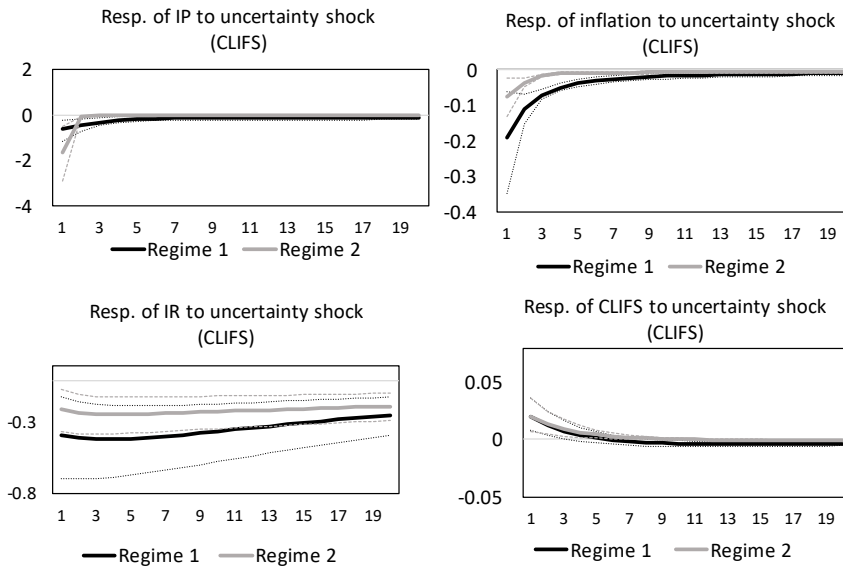 Resp. of IP to uncertainty shock
(CLIFS)
2
0
-2
-4
1 3 5 7 9 11 13 15 17 19
Regime 1 Regime 2
Resp. of inflation to uncertainty shock
(CLIFS)
0
-0.1
-0.2
-0.3
-0.4
1 3 5 7 9 11 13 15 17 19
Regime 1 Regime 2
Resp. of IR to uncertainty shock
(CLIFS)
-0.3
-0.8
1 3 5 7 9 11 13 15 17 19
Regime 1 Regime 2
Resp. of CLIFS to uncertainty shock
(CLIFS)
0.05
0
-0.05
1 3 5 7 9 11 13 15 17 19
Regime 1 Regime 2